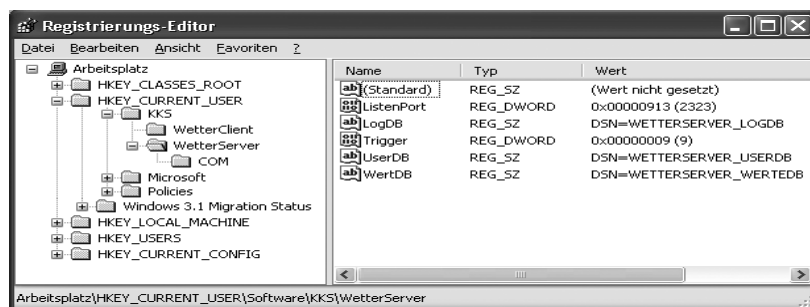 Registrierungs-Editor
Datei Bearbeiten Ansicht Favoriten ?
Arbeitsplatz
HKEY_CLASSES_ROOT
HKEY_CURRENT_USER
KKS
WetterClient
WetterServer
COM
Microsoft
Policies
Windows 3.1 Migration Status
HKEY_LOCAL_MACHINE
HKEY_USERS
HKEY_CURRENT_CONFIG
Name Typ Wert
(Standard) REG_SZ (Wert nicht gesetzt)
ListenPort REG_DWORD 0x00000913 (2323)
LogDB REG_SZ DSN=WETTERSERVER_LOGDB
Trigger REG_DWORD 0x00000009 (9)
UserDB REG_SZ DSN=WETTERSERVER_USERDB
WertDB REG_SZ DSN=WETTERSERVER_WERTEDB
Arbeitsplatz\HKEY_CURRENT_USER\Software\KKS\WetterServer